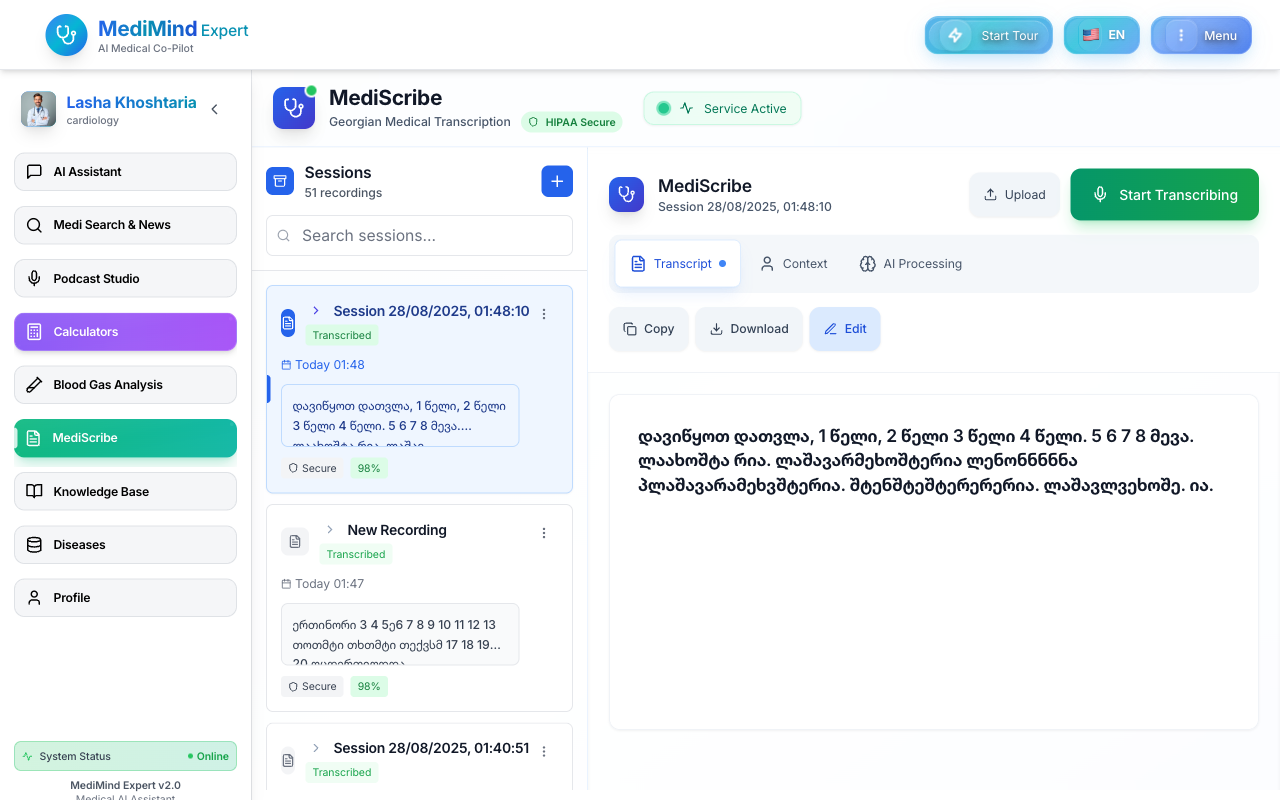 MediMind Expert
AI Medical Co-Pilot
Start Tour
EN
Menu
Lasha Khoshtaria
cardiology
AI Assistant
Medi Search & News
Podcast Studio
Calculators
Blood Gas Analysis
MediScribe
Knowledge Base
Diseases
Profile
System Status
Online
MediMind Expert v2.0
Medical AI Assistant
MediScribe
Georgian Medical Transcription
HIPAA Secure
Service Active
Sessions
51 recordings
Search sessions...
Session 28/08/2025, 01:48:10
Transcribed
Today 01:48
დავიწყოთ დათვლა, 1 წელი, 2 წელი
3 წელი 4 წელი. 5 6 7 8 მევა....
Secure
98%
New Recording
Transcribed
Today 01:47
ერთინორი 3 4 5ე6 7 8 9 10 11 12 13
თოთმტი თხთმტი თექვსმ 17 18 19...
Secure
98%
Session 28/08/2025, 01:40:51
Transcribed
MediScribe
Session 28/08/2025, 01:48:10
Upload
Start Transcribing
Transcript
Context
AI Processing
Copy
Download
Edit
დავიწყოთ დათვლა, 1 წელი, 2 წელი 3 წელი 4 წელი. 5 6 7 8 მევა.
ლაახოშტა რია. ლაშავარმეხოშტერია ლენონნნნნა
პლაშავარამეხვშტერია. შტენშტეშტერერერია. ლაშავლვეხოშე. ია.